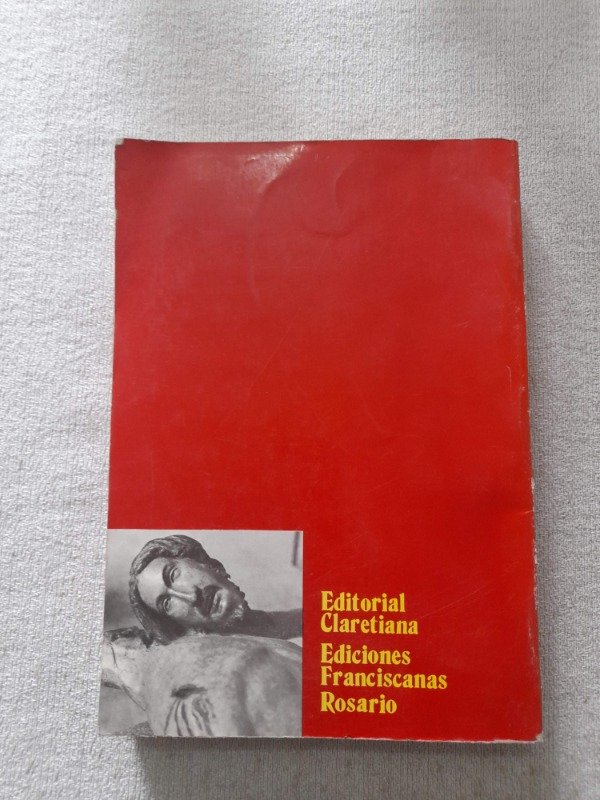 Editorial
Claretiana
Ediciones
Franciscanas
Rosario